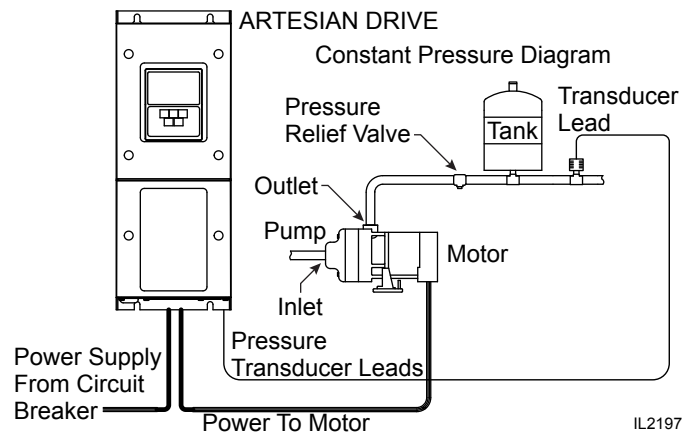 ARTESIAN DRIVE
Constant Pressure Diagram
Pressure
Relief Valve
Tank
Transducer
Lead
Outlet
Pump
Motor
Inlet
Pressure
Transducer Leads
Power Supply
From Circuit
Breaker
Power To Motor
IL2197